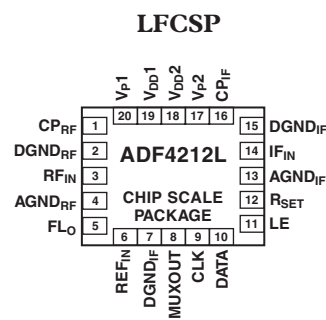 LFCSP
VP1
VDD1
VDD2
VP2
CPIF
20
19
18
17
16
CPRF
1
DGNDRF
2
RFIN
3
AGNDRF
4
FLO
5
ADF4212L
CHIP SCALE
PACKAGE
15
DGNDIF
14
IFIN
13
AGNDIF
12
RSET
11
LE
6
7
8
9
10
REFIN
DGNDIF
MUXOUT
CLK
DATA